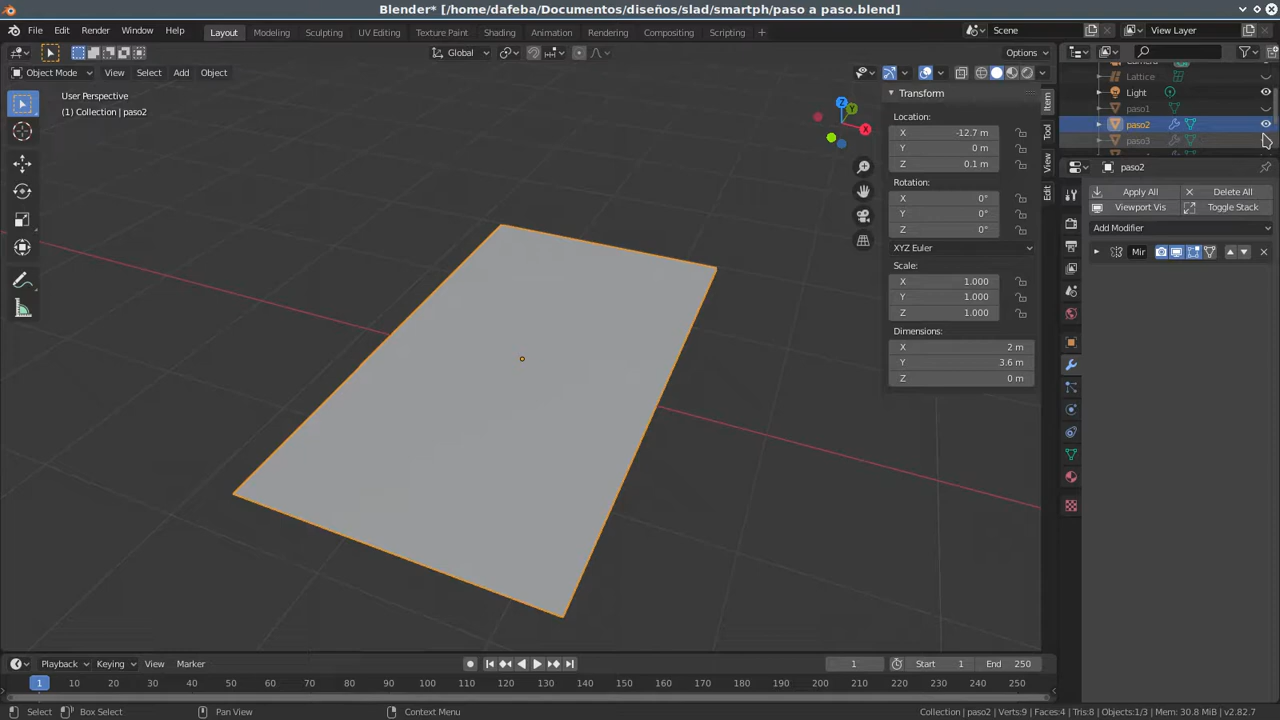 Blender* [/home/dafeba/Documentos/diseños/slad/smartph/paso a paso.blend]
File Edit Render Window Help Layout Modeling Sculpting UV Editing Texture Paint Shading Animation Rendering Compositing Scripting + Scene View Layer
Global Options
Object Mode View Select Add Object
User Perspective
(1) Collection | paso2
Z
Y
X
Transform
Location:
X -12.7 m
Y 0 m
Z 0.1 m
Rotation:
X 0°
Y 0°
Z 0°
XYZ Euler
Scale:
X 1.000
Y 1.000
Z 1.000
Dimensions:
X 2 m
Y 3.6 m
Z 0 m
Item
Tool
View
Edit
Lattice
Light
paso1
paso2
paso3
paso2
Apply All Delete All
Viewport Vis Toggle Stack
Add Modifier
Mir
Playback Keying View Marker 1 Start 1 End 250
1 10 20 30 40 50 60 70 80 90 100 110 120 130 140 150 160 170 180 190 200 210 220 230 240 250
Select Box Select Pan View Context Menu Collection | paso2 | Verts:9 | Faces:4 | Tris:8 | Objects:1/3 | Mem: 30.8 MiB | v2.82.7